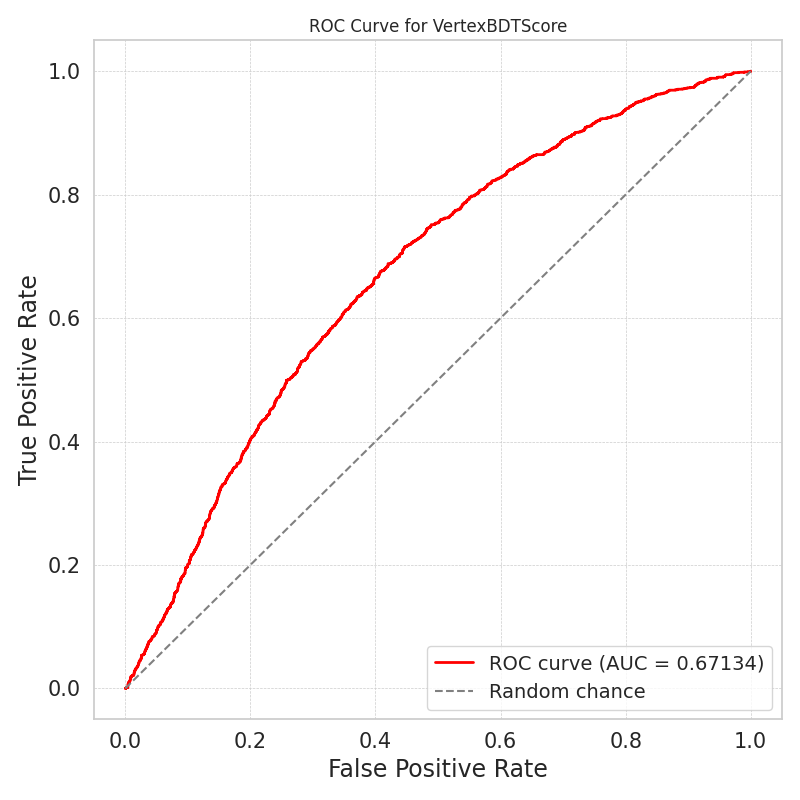 ROC Curve for VertexBDTScore
1.0
0.8
0.6
0.4
0.2
0.0
True Positive Rate
0.0 0.2 0.4 0.6 0.8 1.0
False Positive Rate
ROC curve (AUC = 0.67134)
Random chance